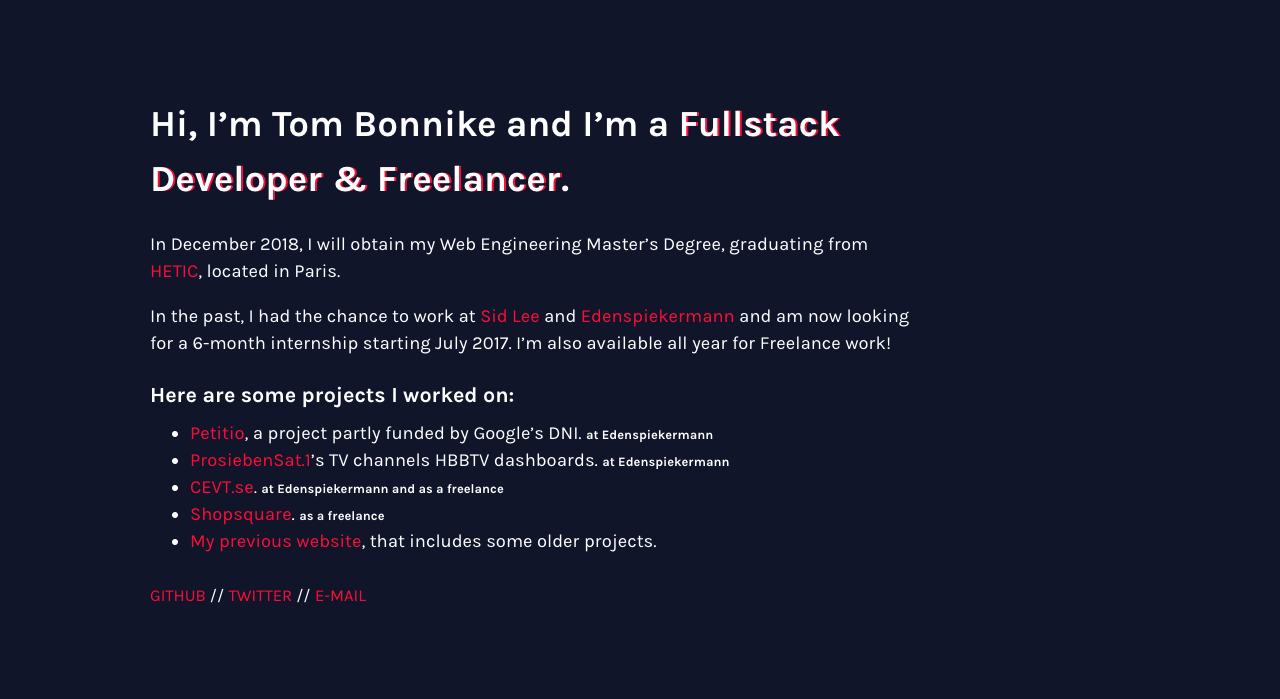 Hi, I’m Tom Bonnike and I’m a Fullstack
Developer & Freelancer.
In December 2018, I will obtain my Web Engineering Master’s Degree, graduating from
HETIC, located in Paris.
In the past, I had the chance to work at Sid Lee and Edenspiekermann and am now looking
for a 6-month internship starting July 2017. I’m also available all year for Freelance work!
Here are some projects I worked on:
• Petitio, a project partly funded by Google’s DNI. at Edenspiekermann
• ProsiebenSat.1’s TV channels HBBTV dashboards. at Edenspiekermann
• CEVT.se. at Edenspiekermann and as a freelance
• Shopsquare. as a freelance
• My previous website, that includes some older projects.
GITHUB // TWITTER // E-MAIL